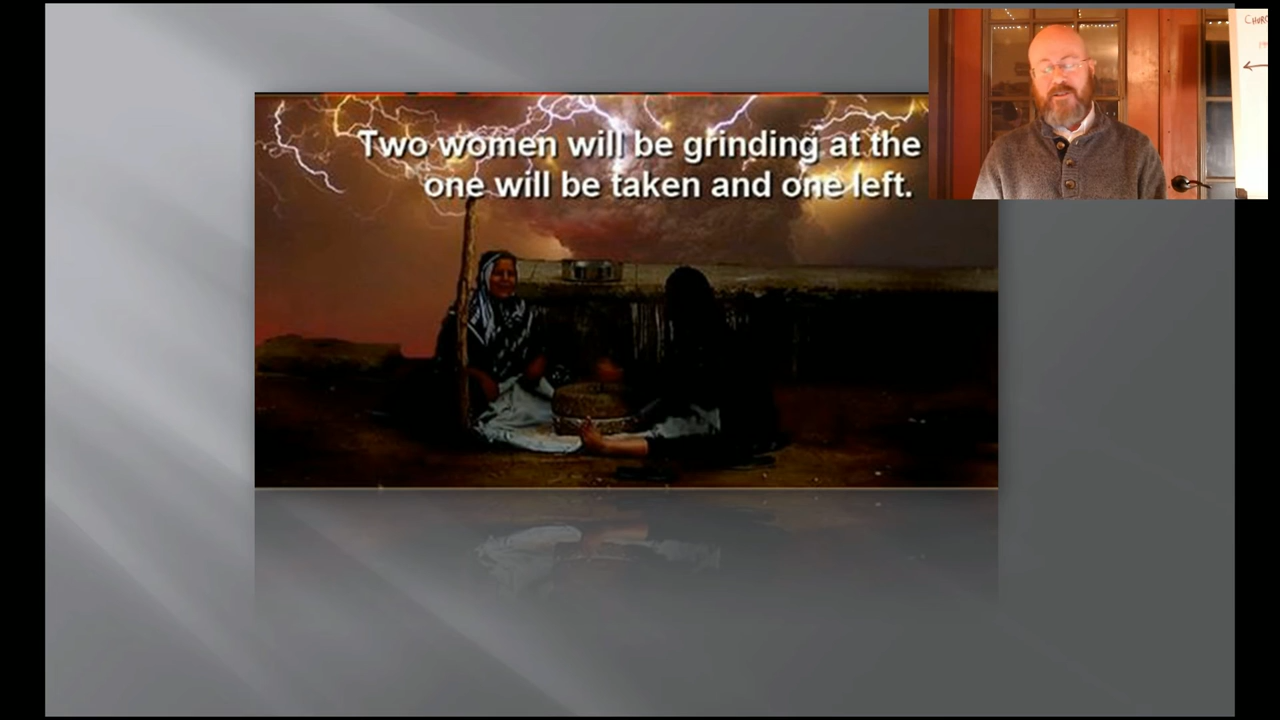 Two women will be grinding at the
one will be taken and one left.